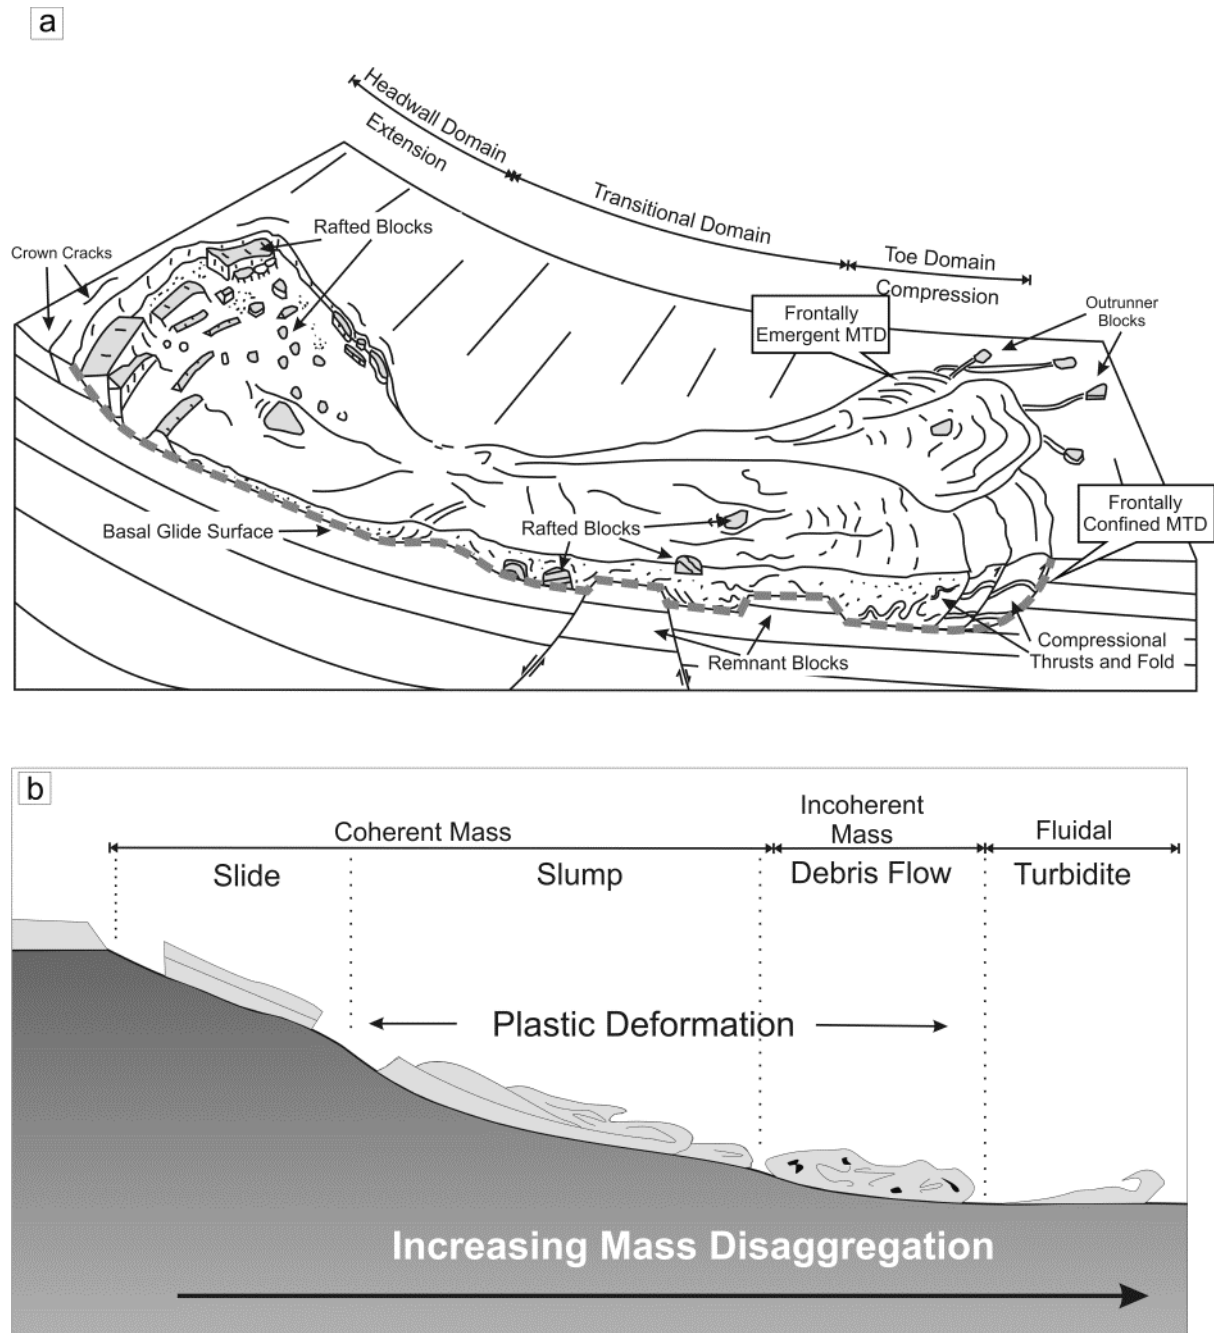 a
Headwall Domain
Extension
Transitional Domain
Toe Domain
Compression
Crown Cracks
Rafted Blocks
Frontally
Emergent MTD
Outrunner
Blocks
Basal Glide Surface
Rafted Blocks
Frontally
Confined MTD
Remnant Blocks
Compressional
Thrusts and Fold
b
Coherent Mass
Incoherent
Mass
Fluidal
Slide
Slump
Debris Flow
Turbidite
Plastic Deformation
Increasing Mass Disaggregation